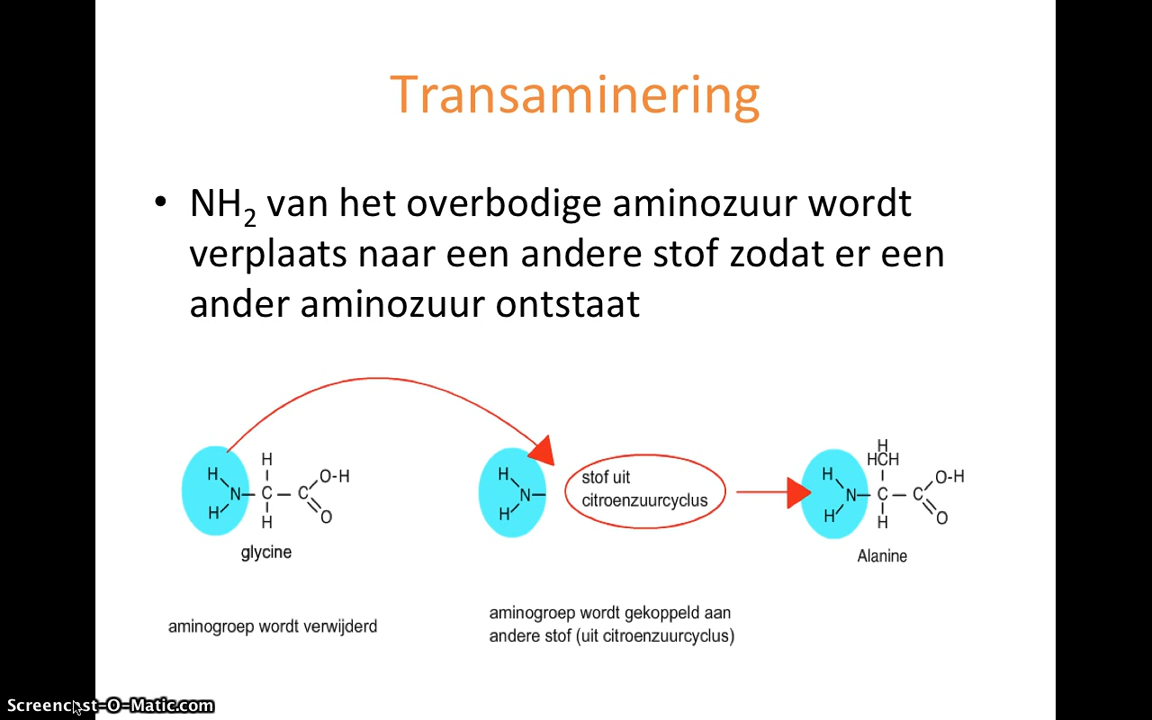 Transaminering
• NH₂ van het overbodige aminozuur wordt
verplaats naar een andere stof zodat er een
ander aminozuur ontstaat
H
H
N
C
C
O-H
O
H
H
glycine
H
N
H
stof uit
citroenzuurcyclus
H
HCH
H
N
C
C
O-H
O
H
H
Alanine
aminogroep wordt verwijderd
aminogroep wordt gekoppeld aan
andere stof (uit citroenzuurcyclus)
Screencast-O-Matic.com